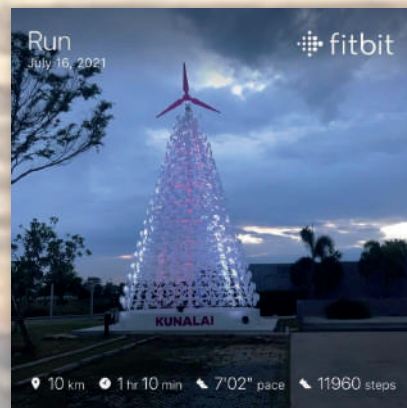 Run
fitbit
July 16, 2021
KUNALAI
10 km 1 hr 10 min 7'02" pace 11960 steps